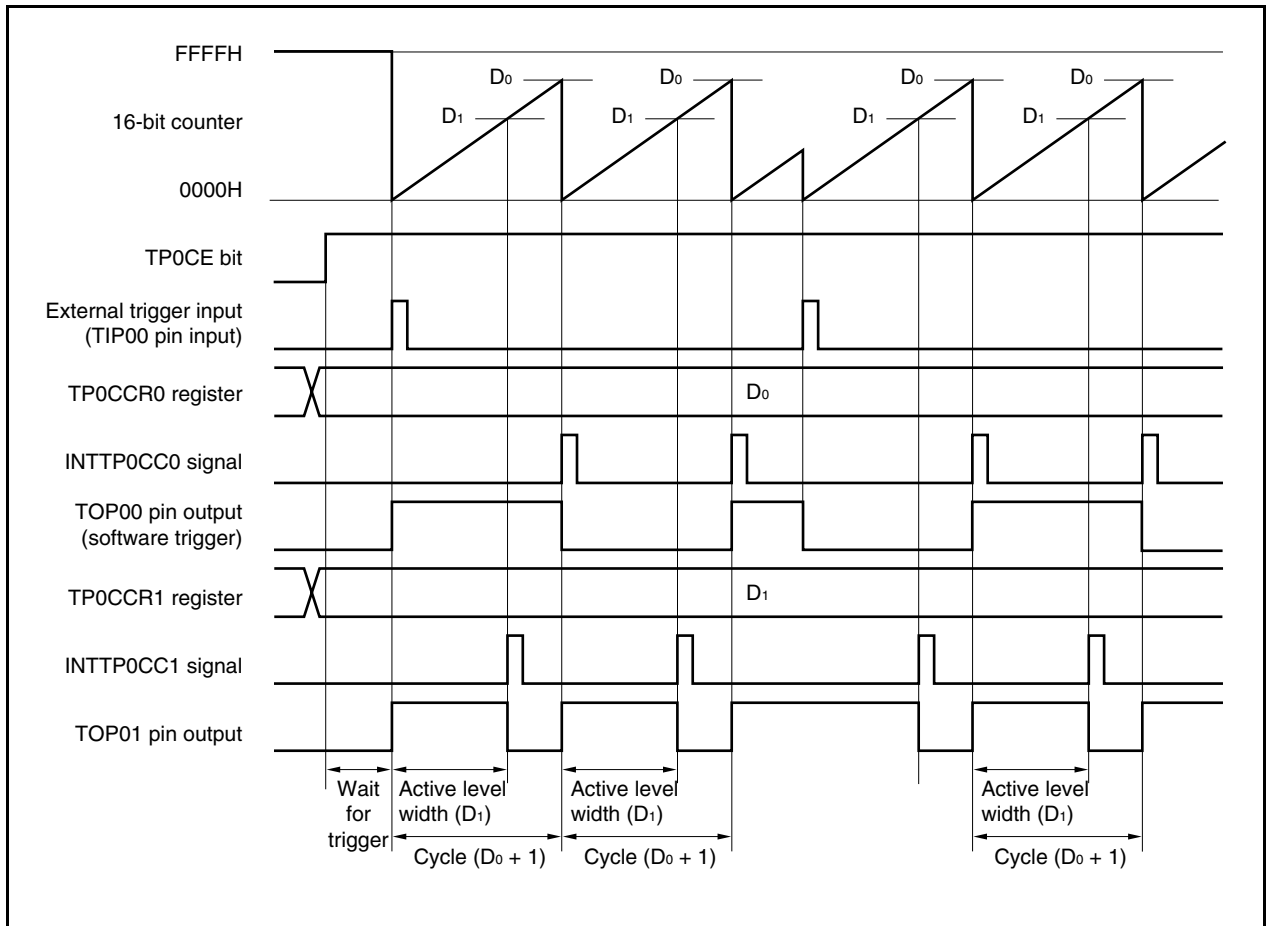 FFFFH
D₀ D₀ D₀ D₀
D₁ D₁ D₁ D₁
16-bit counter
0000H
TP0CE bit
External trigger input
(TIP00 pin input)
TP0CCR0 register D₀
INTTP0CC0 signal
TOP00 pin output
(software trigger)
TP0CCR1 register D₁
INTTP0CC1 signal
TOP01 pin output
Wait
for
trigger
Active level
width (D₁)
Active level
width (D₁)
Active level
width (D₁)
Cycle (D₀ + 1) Cycle (D₀ + 1) Cycle (D₀ + 1)